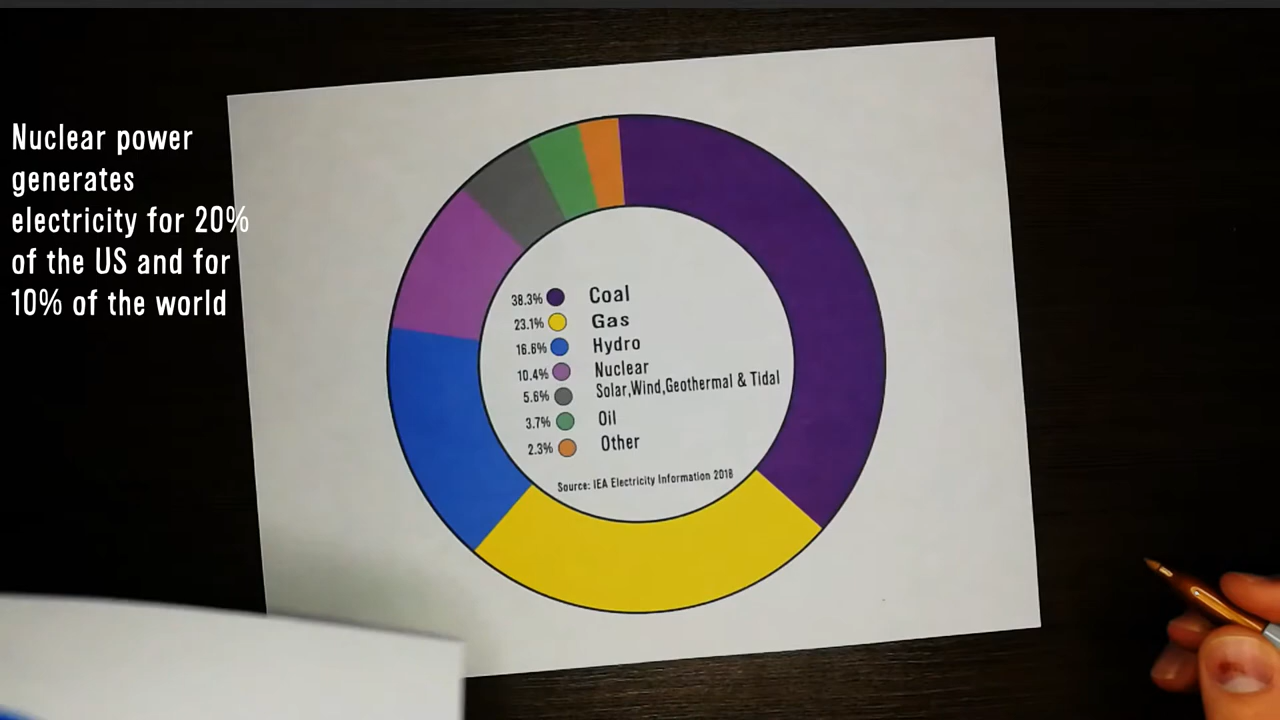 Nuclear power
generates
electricity for 20%
of the US and for
10% of the world
38.3% Coal
23.1% Gas
16.6% Hydro
10.4% Nuclear
5.6% Solar,Wind,Geothermal & Tidal
3.7% Oil
2.3% Other
Source: IEA Electricity Information 2018